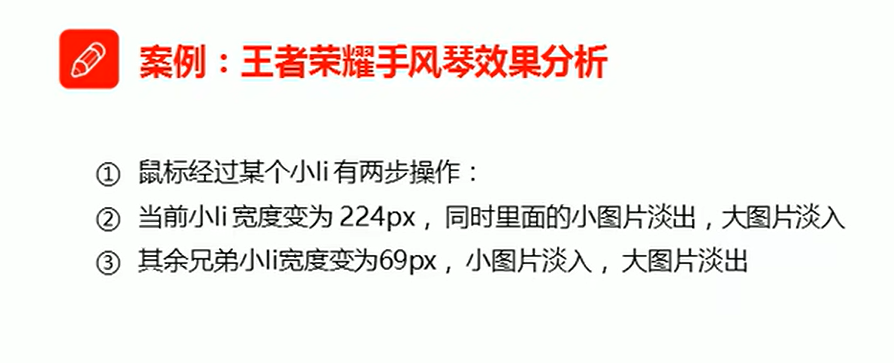 案例：王者荣耀手风琴效果分析
① 鼠标经过某个小li 有两步操作：
② 当前小li 宽度变为 224px， 同时里面的小图片淡出，大图片淡入
③ 其余兄弟小li宽度变为69px， 小图片淡入， 大图片淡出